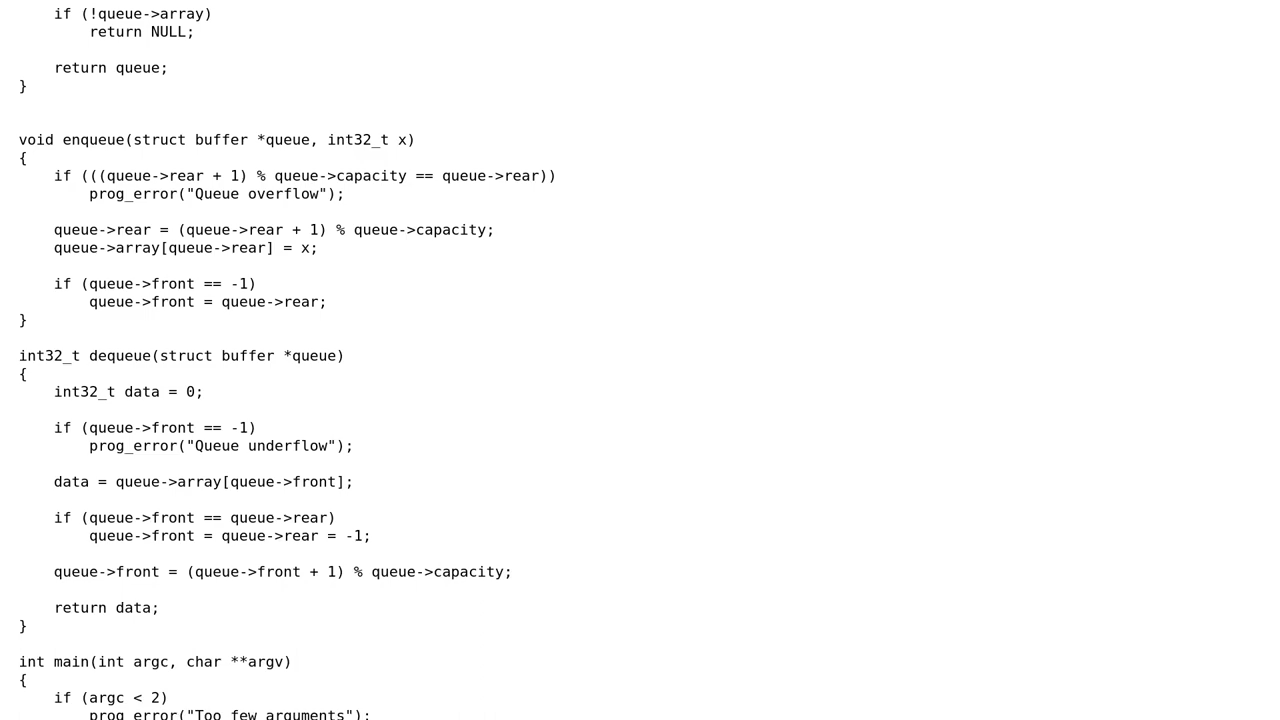 if (!queue->array)
        return NULL;

    return queue;
}


void enqueue(struct buffer *queue, int32_t x)
{
    if (((queue->rear + 1) % queue->capacity == queue->rear))
        prog_error("Queue overflow");

    queue->rear = (queue->rear + 1) % queue->capacity;
    queue->array[queue->rear] = x;

    if (queue->front == -1)
        queue->front = queue->rear;
}

int32_t dequeue(struct buffer *queue)
{
    int32_t data = 0;

    if (queue->front == -1)
        prog_error("Queue underflow");

    data = queue->array[queue->front];

    if (queue->front == queue->rear)
        queue->front = queue->rear = -1;

    queue->front = (queue->front + 1) % queue->capacity;

    return data;
}

int main(int argc, char **argv)
{
    if (argc < 2)
        prog_error("Too few arguments");